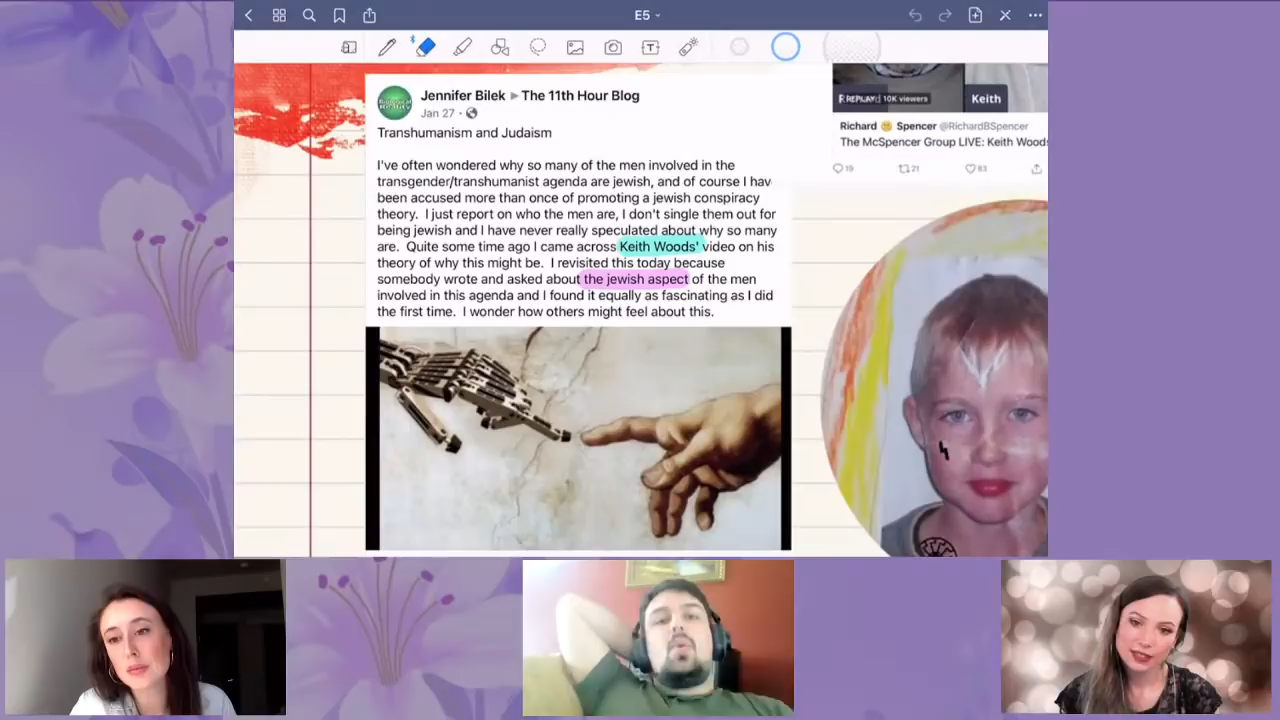 E5
Jennifer Bilek ▸ The 11th Hour Blog
Jan 27 ·
Transhumanism and Judaism
I've often wondered why so many of the men involved in the
transgender/transhumanist agenda are jewish, and of course I have
been accused more than once of promoting a jewish conspiracy
theory. I just report on who the men are, I don't single them out for
being jewish and I have never really speculated about why so many
are. Quite some time ago I came across Keith Woods' video on his
theory of why this might be. I revisited this today because
somebody wrote and asked about the jewish aspect of the men
involved in this agenda and I found it equally as fascinating as I did
the first time. I wonder how others might feel about this.
REPLAY 10K viewers
Keith
Richard Spencer @RichardBSpencer
The McSpencer Group LIVE: Keith Woods
19 21 83